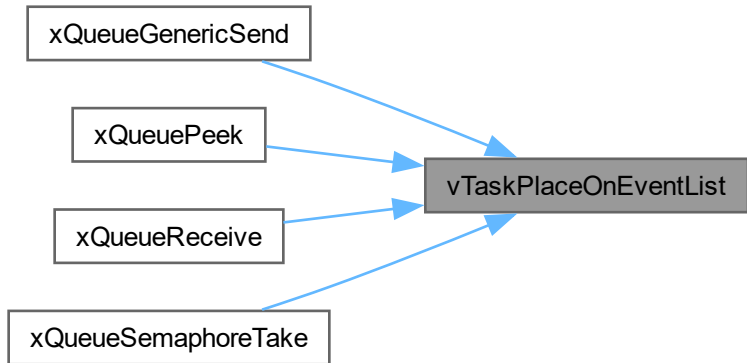 xQueueGenericSend
xQueuePeek
vTaskPlaceOnEventList
xQueueReceive
xQueueSemaphoreTake